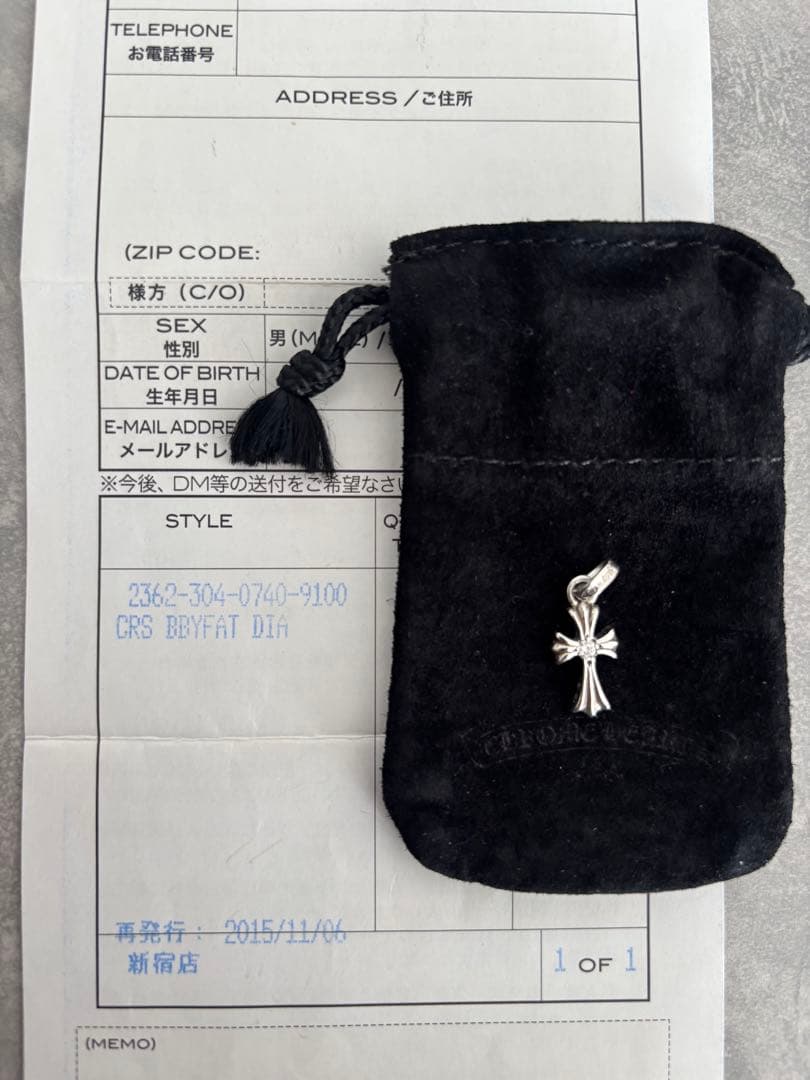 TELEPHONE
お電話番号
ADDRESS／ご住所
(ZIP CODE:
様方（C/O）
SEX
性別
男(M
DATE OF BIRTH
生年月日
/
E-MAIL ADDRE
メールアドレ
※今後、DM等の送付をご希望なさい
STYLE
2362-304-0740-9100
CRS BBYFAT DIA
CHROME HEARTS
再発行： 2015/11/06
新宿店
1 OF 1
(MEMO)